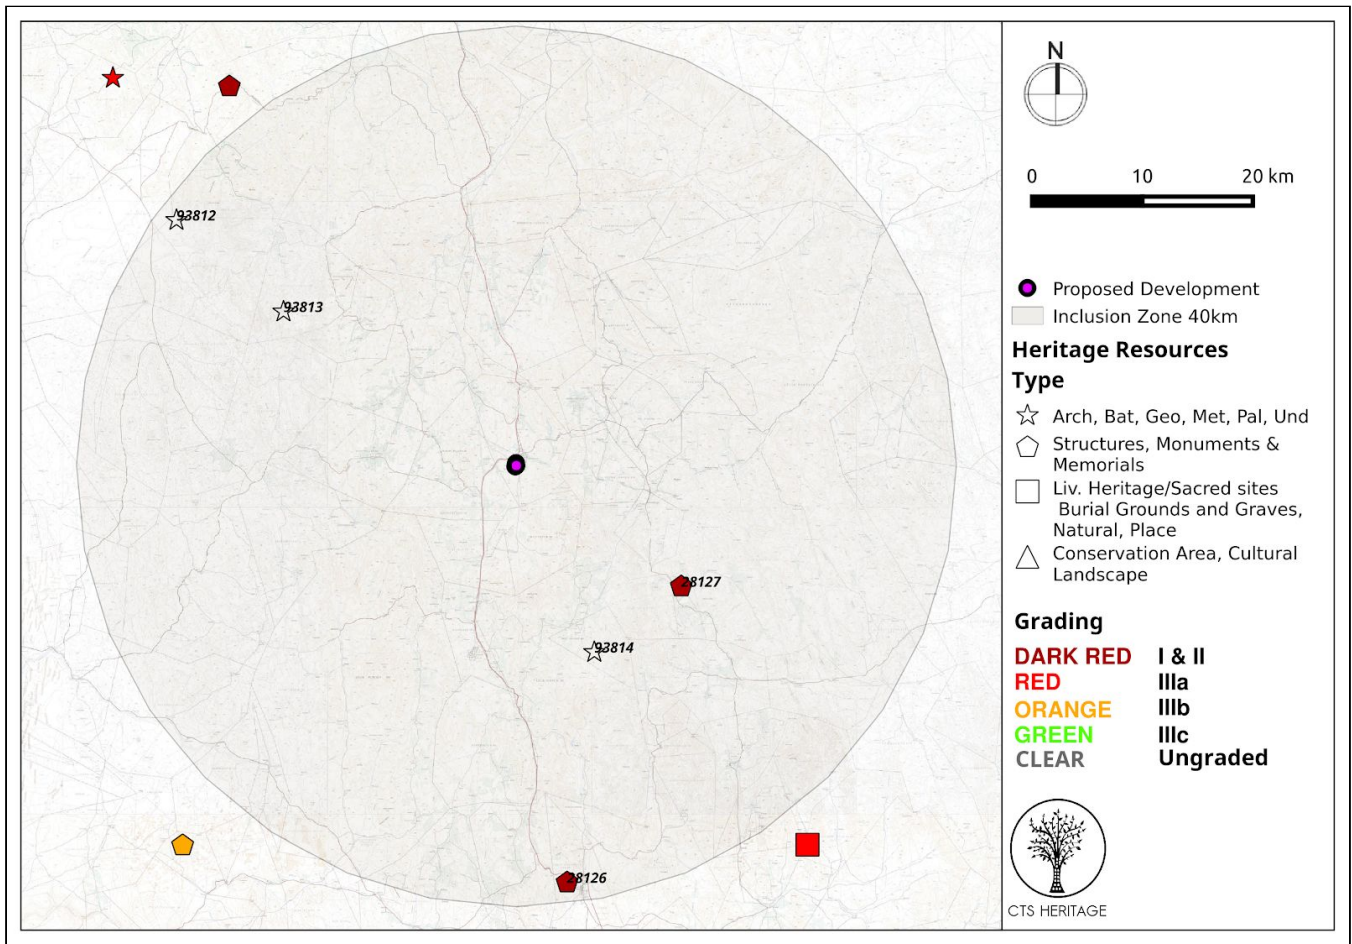 93812
93813
28127
93814
28126
N
0 10 20 km
Proposed Development
Inclusion Zone 40km
Heritage Resources
Type
Arch, Bat, Geo, Met, Pal, Und
Structures, Monuments &
Memorials
Liv. Heritage/Sacred sites
Burial Grounds and Graves,
Natural, Place
Conservation Area, Cultural
Landscape
Grading
DARK RED I & II
RED IIIa
ORANGE IIIb
GREEN IIIc
CLEAR Ungraded
CTS HERITAGE